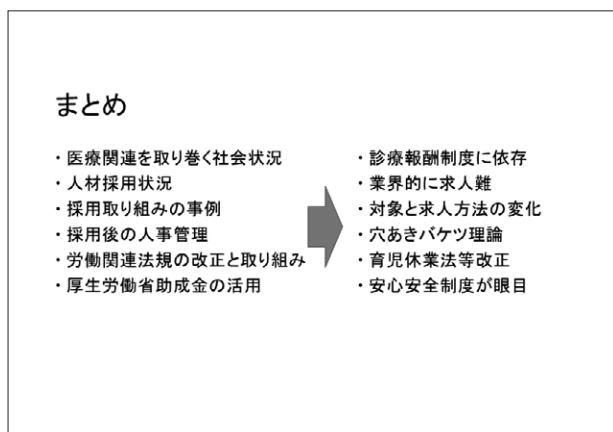 まとめ
・医療関連を取り巻く社会状況
・人材採用状況
・採用取り組みの事例
・採用後の人事管理
・労働関連法規の改正と取り組み
・厚生労働省助成金の活用
・診療報酬制度に依存
・業界的に求人難
・対象と求人方法の変化
・穴あきバケツ理論
・育児休業法等改正
・安心安全制度が眼目